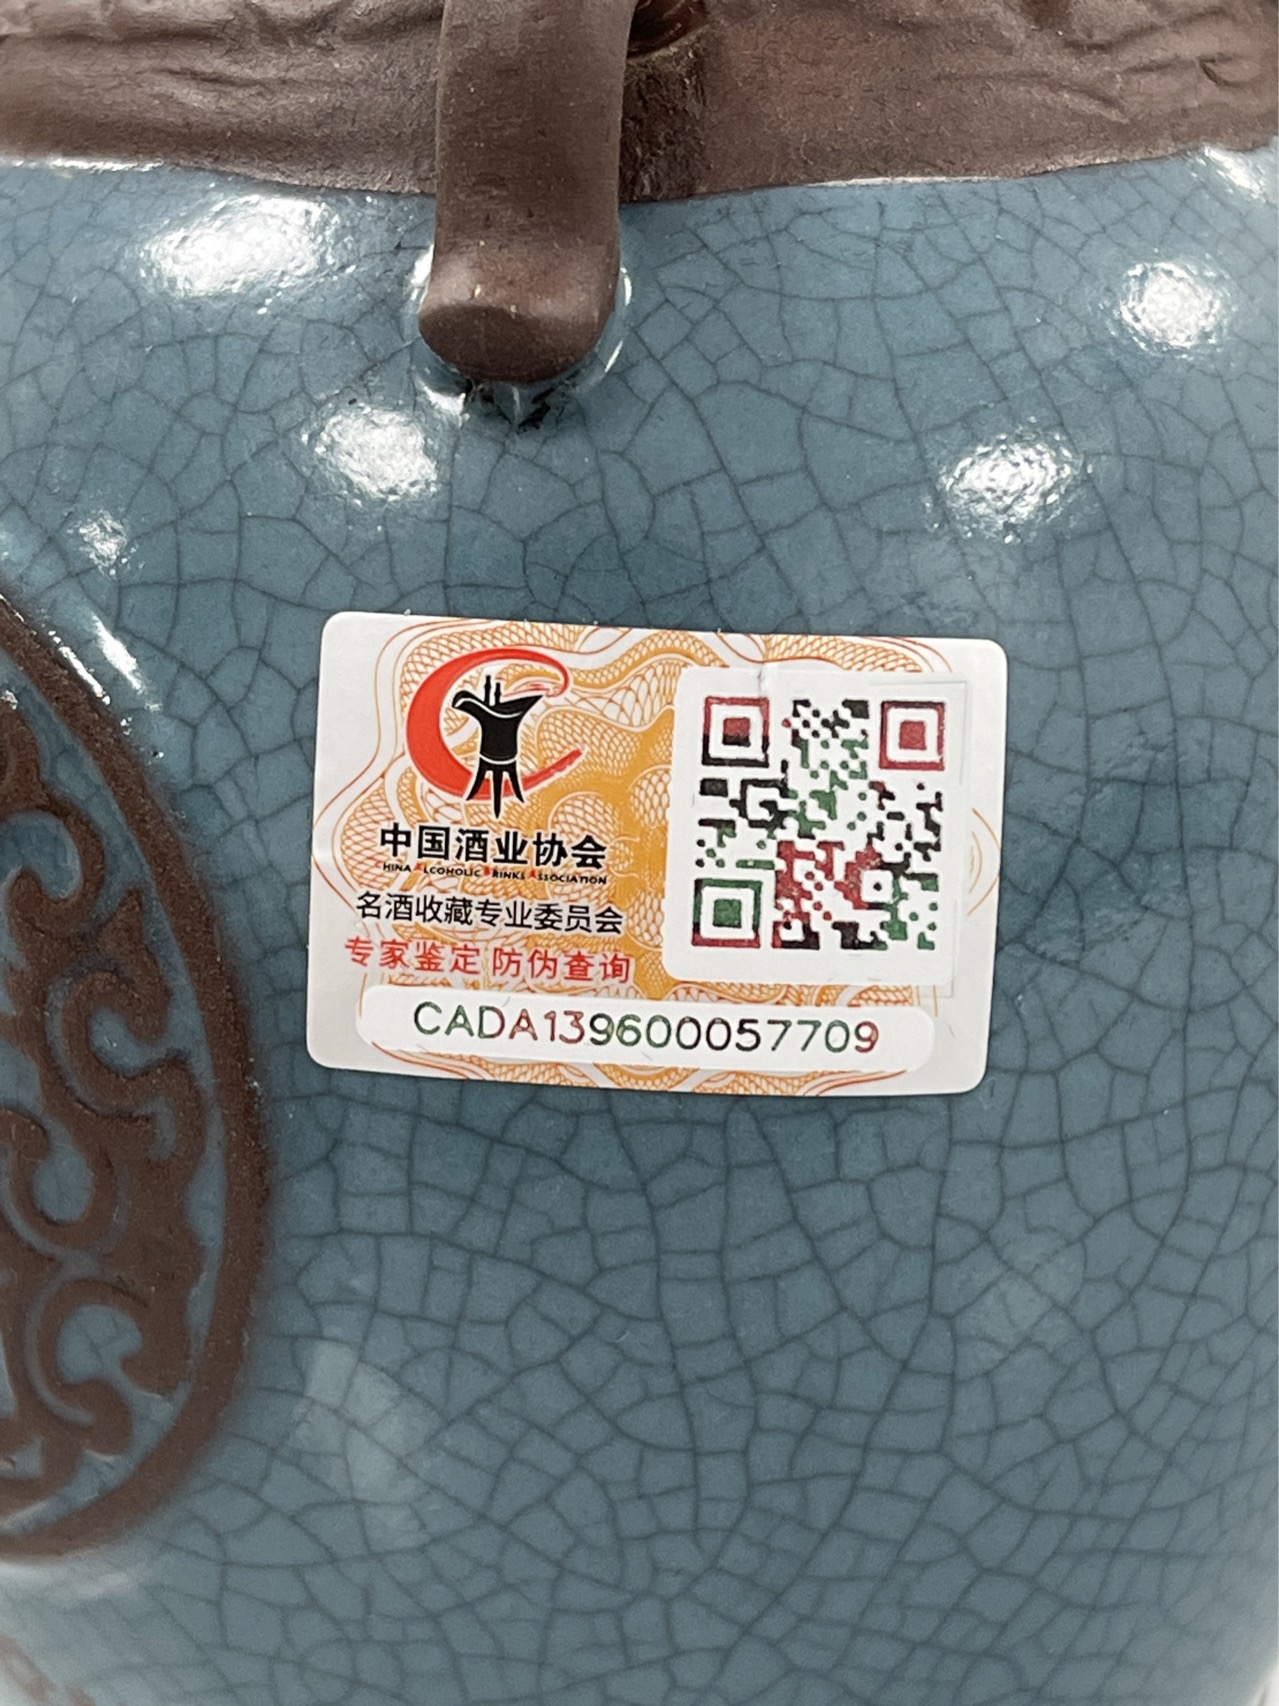 中国酒业协会
CHINA ALCOHOLIC DRINKS ASSOCIATION
名酒收藏专业委员会
专家鉴定 防伪查询
CADA139600057709